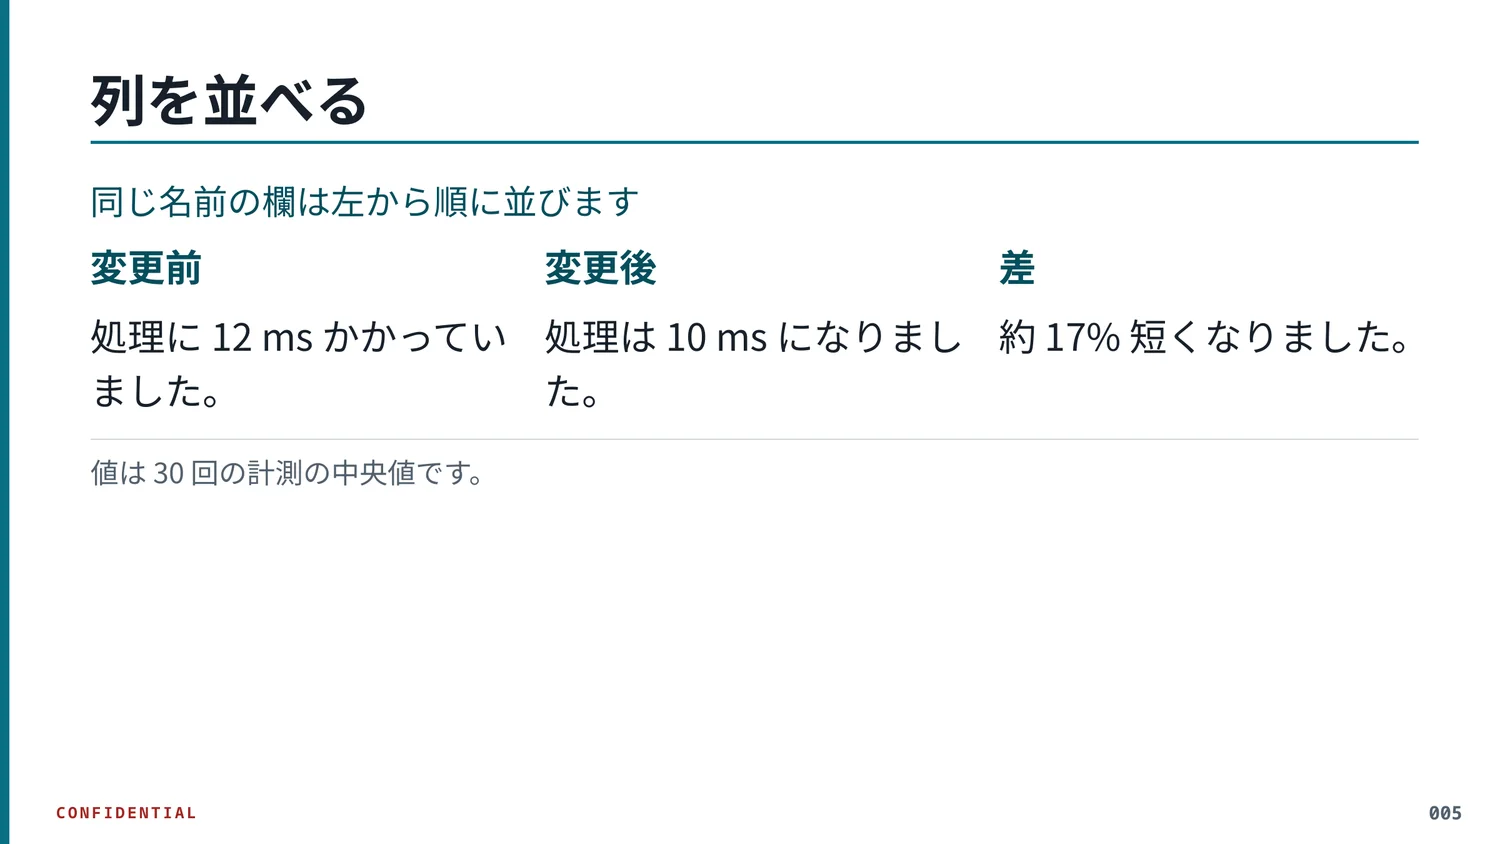 列を並べる
同じ名前の欄は左から順に並びます
変更前
処理に 12 ms かかってい
ました。
変更後
処理は 10 ms になりまし
た。
差
約 17% 短くなりました。
値は 30 回の計測の中央値です。
CONFIDENTIAL
005